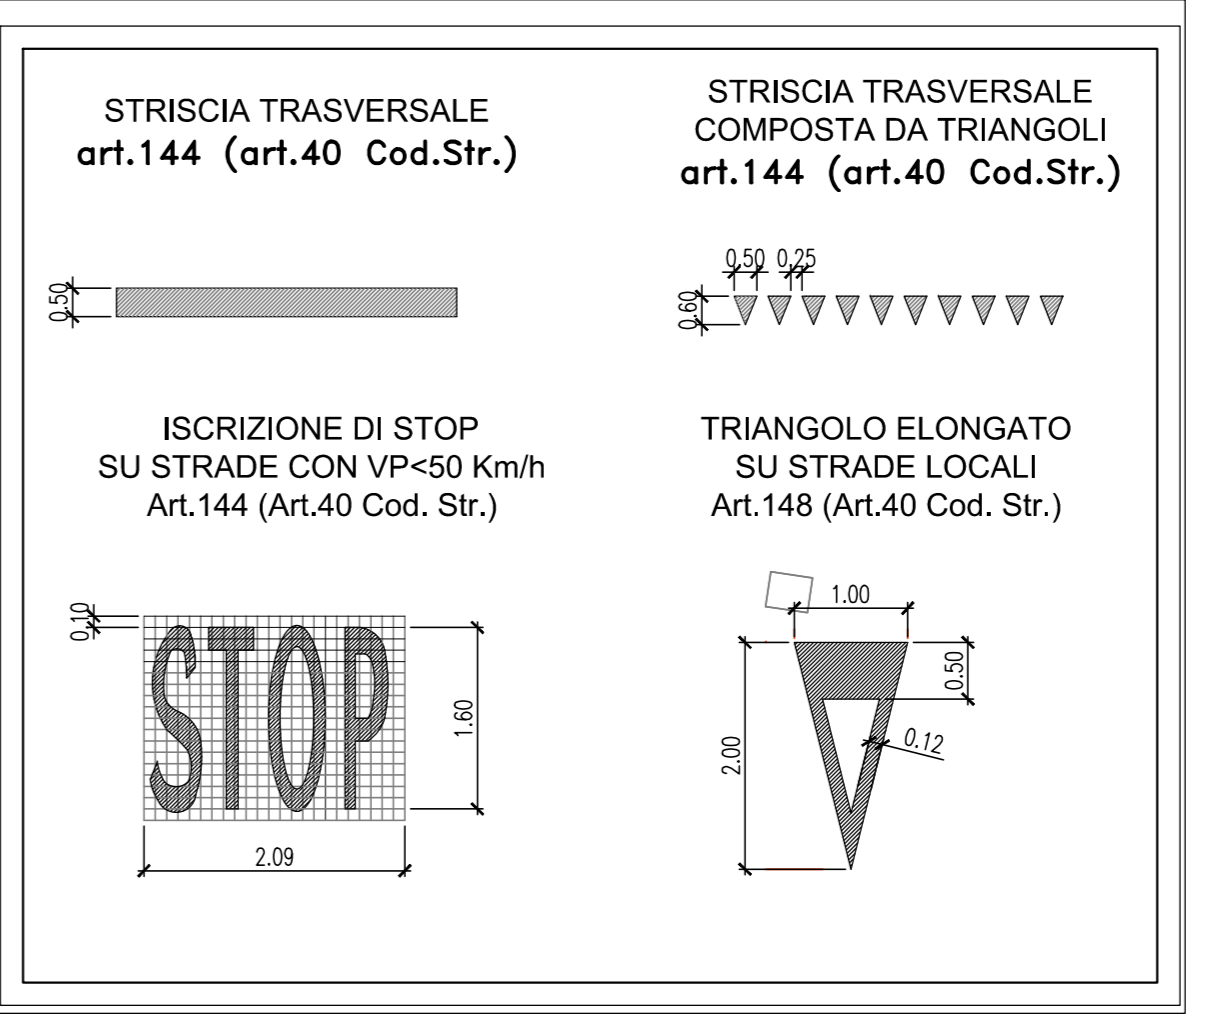 STRISCIA TRASVERSALE
art.144 (art.40 Cod.Str.)
0.50
STRISCIA TRASVERSALE
COMPOSTA DA TRIANGOLI
art.144 (art.40 Cod.Str.)
0.50 0.25
0.60
ISCRIZIONE DI STOP
SU STRADE CON VP<50 Km/h
Art.144 (Art.40 Cod. Str.)
0.10
STOP
1.60
2.09
TRIANGOLO ELONGATO
SU STRADE LOCALI
Art.148 (Art.40 Cod. Str.)
1.00
0.50
2.00
0.12